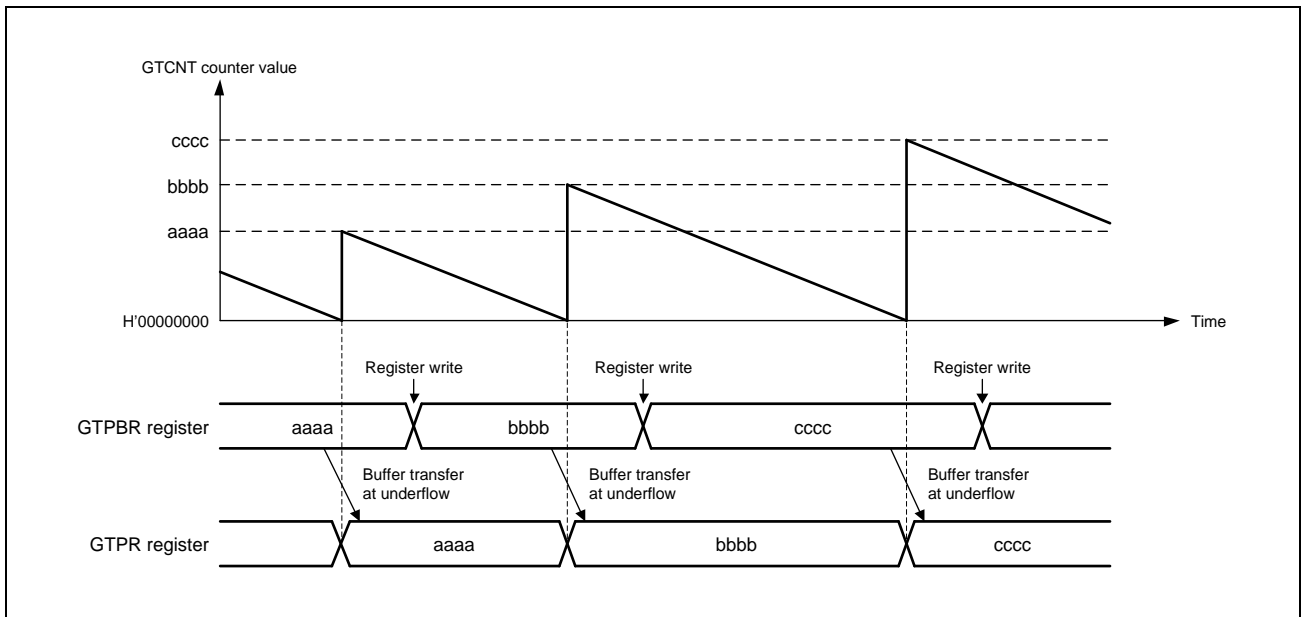 GTCNT counter value
cccc
bbbb
aaaa
H'00000000
Time
Register write Register write Register write
GTPBR register aaaa bbbb cccc
Buffer transfer Buffer transfer Buffer transfer
at underflow at underflow at underflow
GTPR register aaaa bbbb cccc